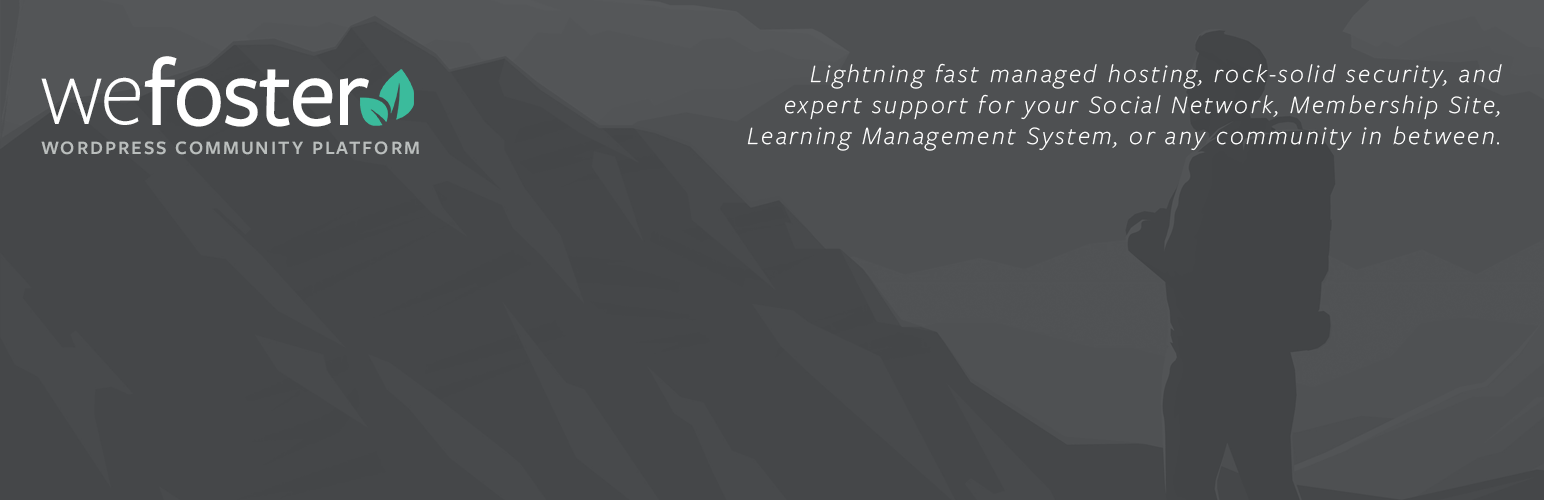 wefoster
WORDPRESS COMMUNITY PLATFORM
Lightning fast managed hosting, rock-solid security, and
expert support for your Social Network, Membership Site,
Learning Management System, or any community in between.